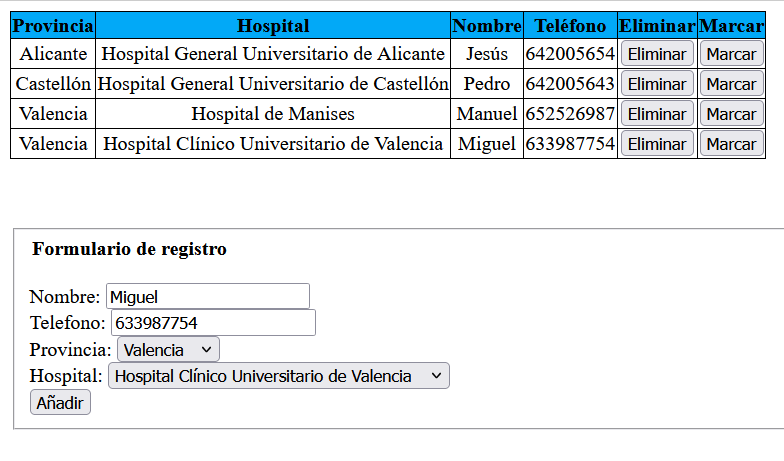 Provincia Hospital Nombre Teléfono Eliminar Marcar
Alicante Hospital General Universitario de Alicante Jesús 642005654 Eliminar Marcar
Castellón Hospital General Universitario de Castellón Pedro 642005643 Eliminar Marcar
Valencia Hospital de Manises Manuel 652526987 Eliminar Marcar
Valencia Hospital Clínico Universitario de Valencia Miguel 633987754 Eliminar Marcar
Formulario de registro
Nombre: Miguel
Telefono: 633987754
Provincia: Valencia
Hospital: Hospital Clínico Universitario de Valencia
Añadir